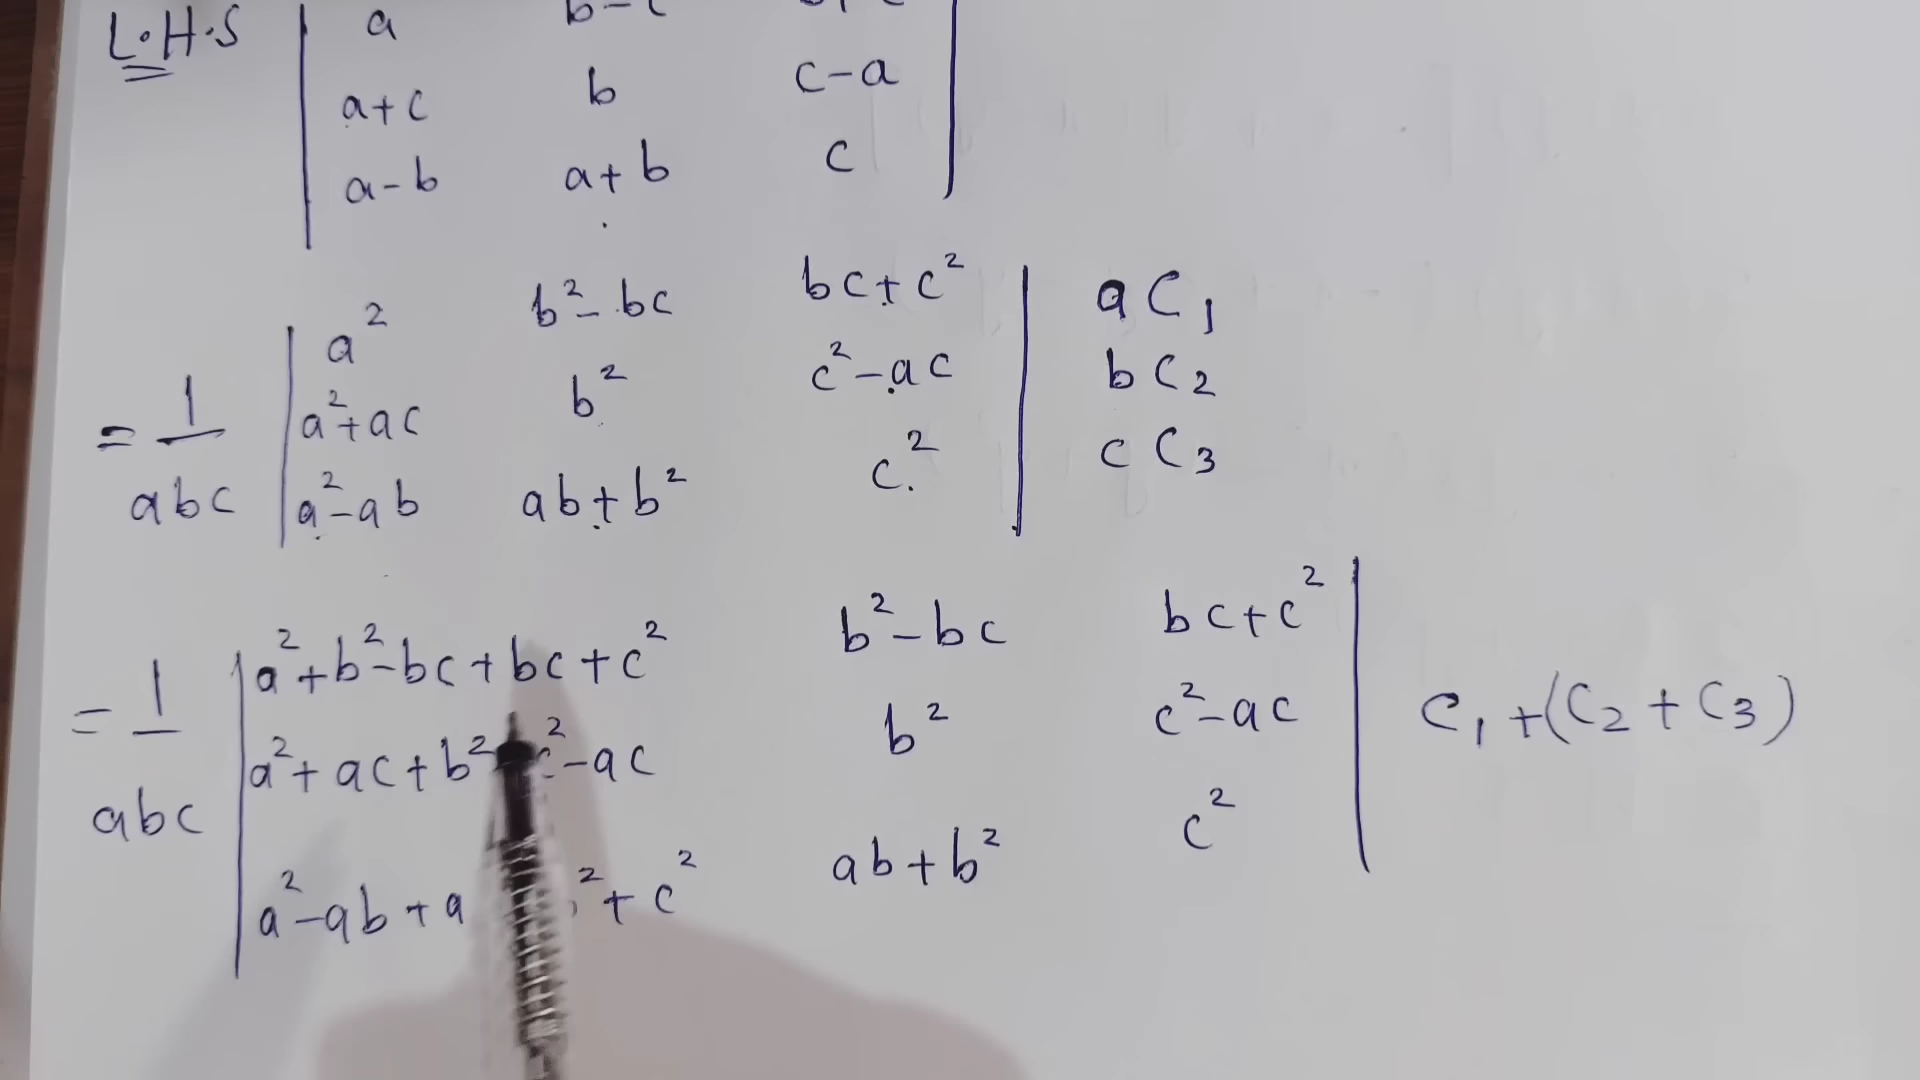 L.H.S | a b-c
a+c b c-a
a-b a+b c |
= 1/abc | a² b²-bc bc+c² | aC₁
a²+ac b² c²-ac bC₂
a²-ab ab+b² c² cC₃
= 1/abc | a²+b²-bc+bc+c² b²-bc bc+c² |
a²+ac+b² c²-ac b² c²-ac C₁+(C₂+C₃)
a²-ab+a ²+c² ab+b² c²